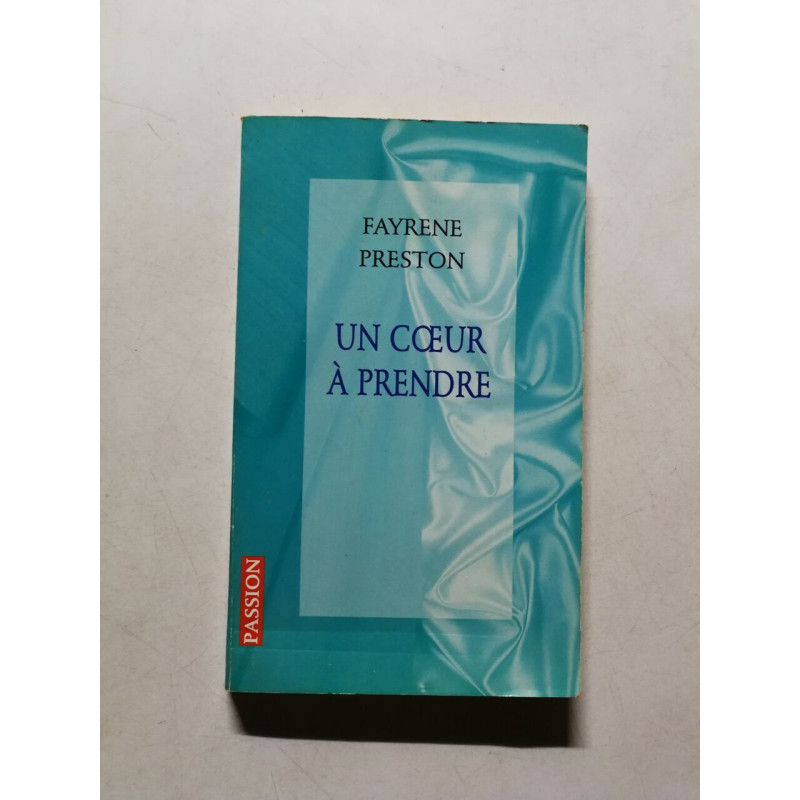 FAYRENE
PRESTON
UN CŒUR
À PRENDRE
PASSION